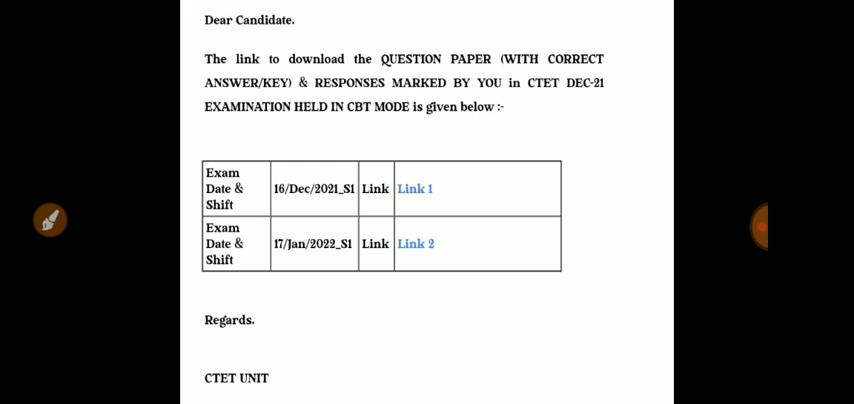 Dear Candidate.
The link to download the QUESTION PAPER (WITH CORRECT
ANSWER/KEY) & RESPONSES MARKED BY YOU in CTET DEC-21
EXAMINATION HELD IN CBT MODE is given below :-
Exam
Date &
Shift
16/Dec/2021_S1
Link
Link 1
Exam
Date &
Shift
17/Jan/2022_S1
Link
Link 2
Regards.
CTET UNIT